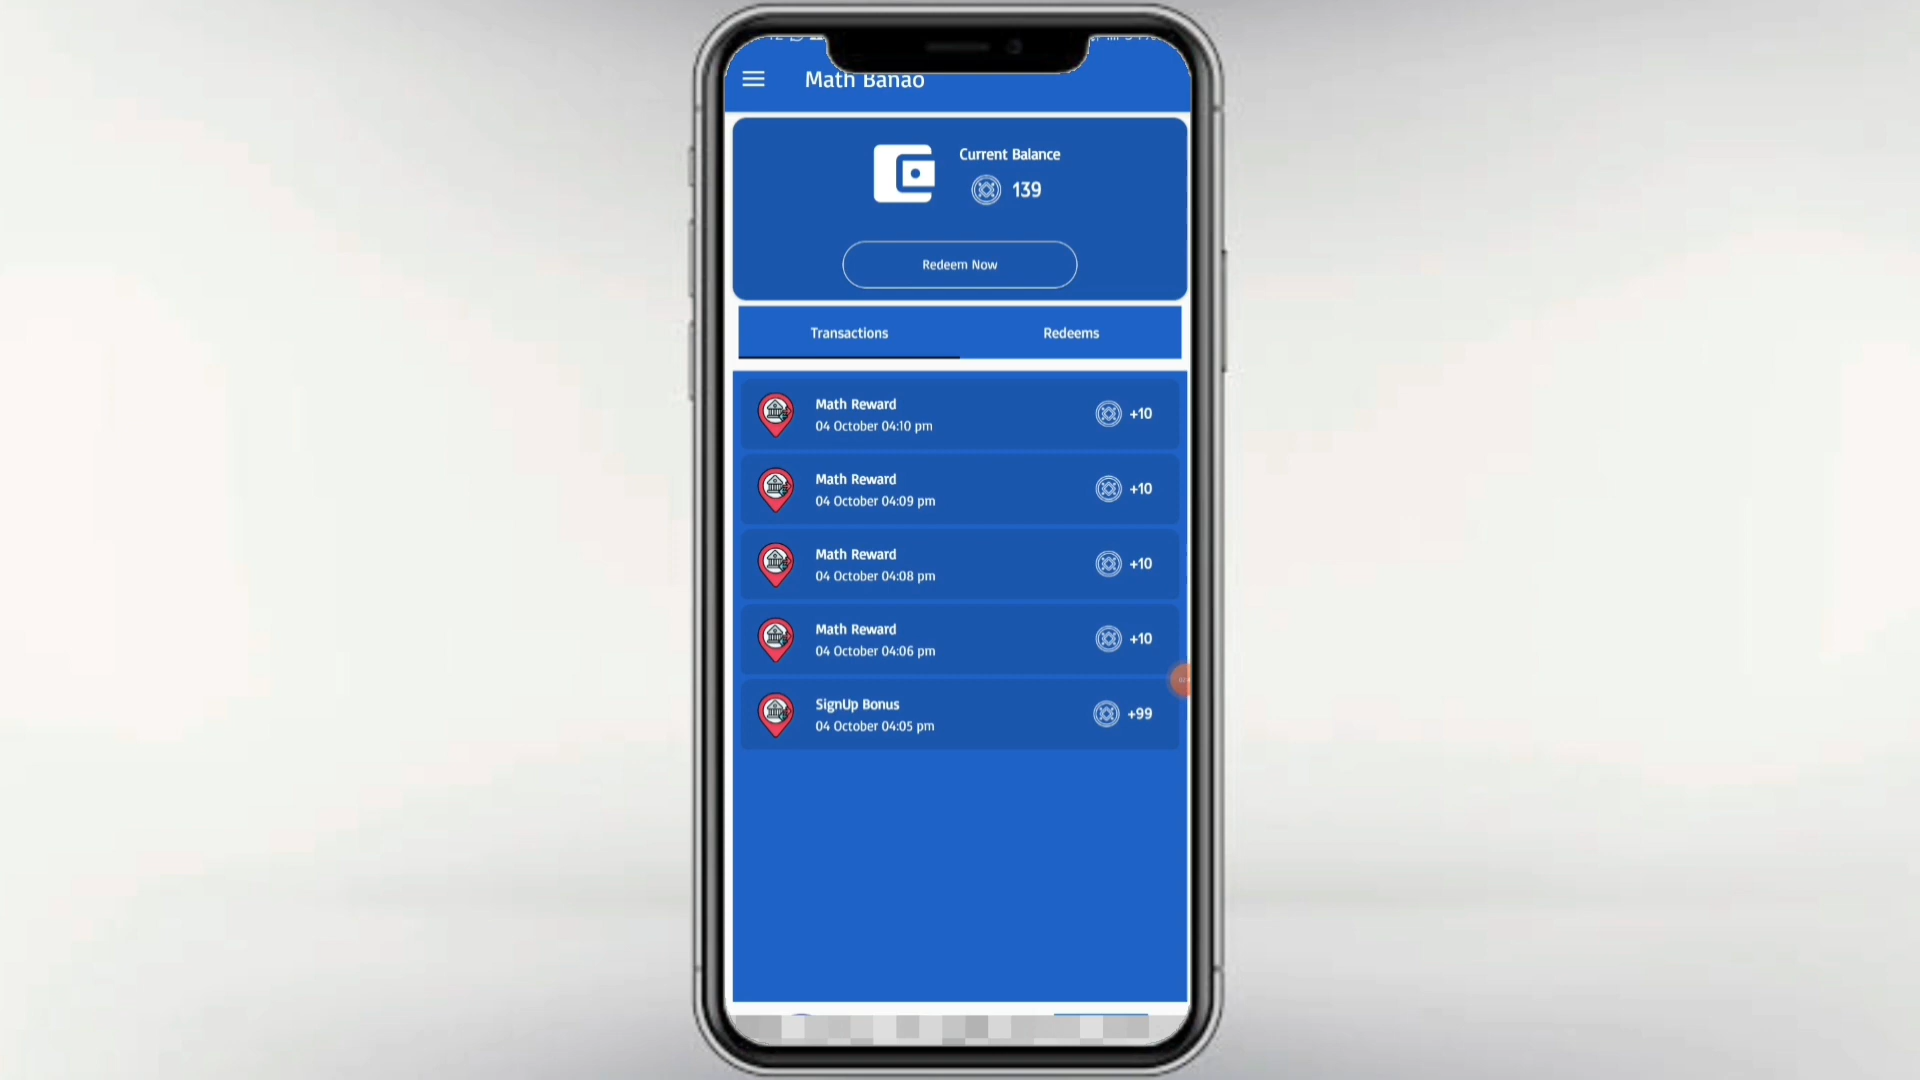 Math Banao
Current Balance
139
Redeem Now
Transactions
Redeems
Math Reward
04 October 04:10 pm
+10
Math Reward
04 October 04:09 pm
+10
Math Reward
04 October 04:08 pm
+10
Math Reward
04 October 04:06 pm
+10
SignUp Bonus
04 October 04:05 pm
+99